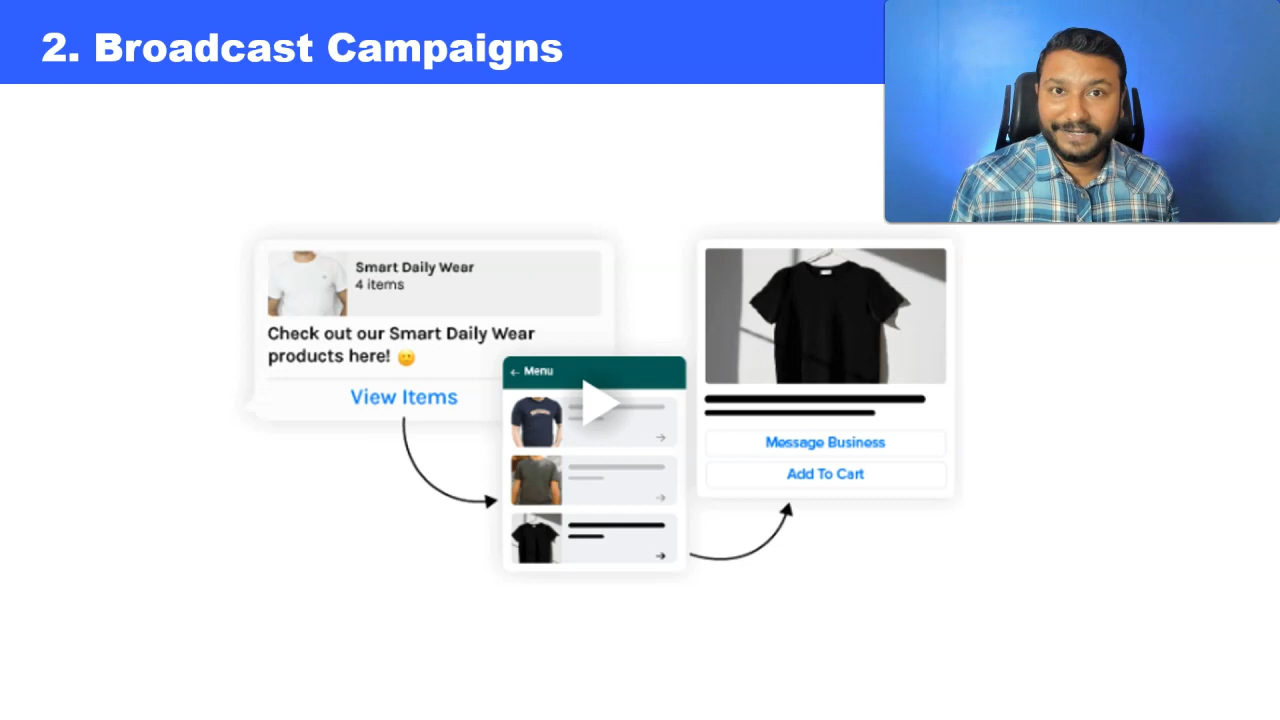 2. Broadcast Campaigns
Smart Daily Wear
4 items
Check out our Smart Daily Wear
products here! 🙂
View Items
← Menu
Message Business
Add To Cart